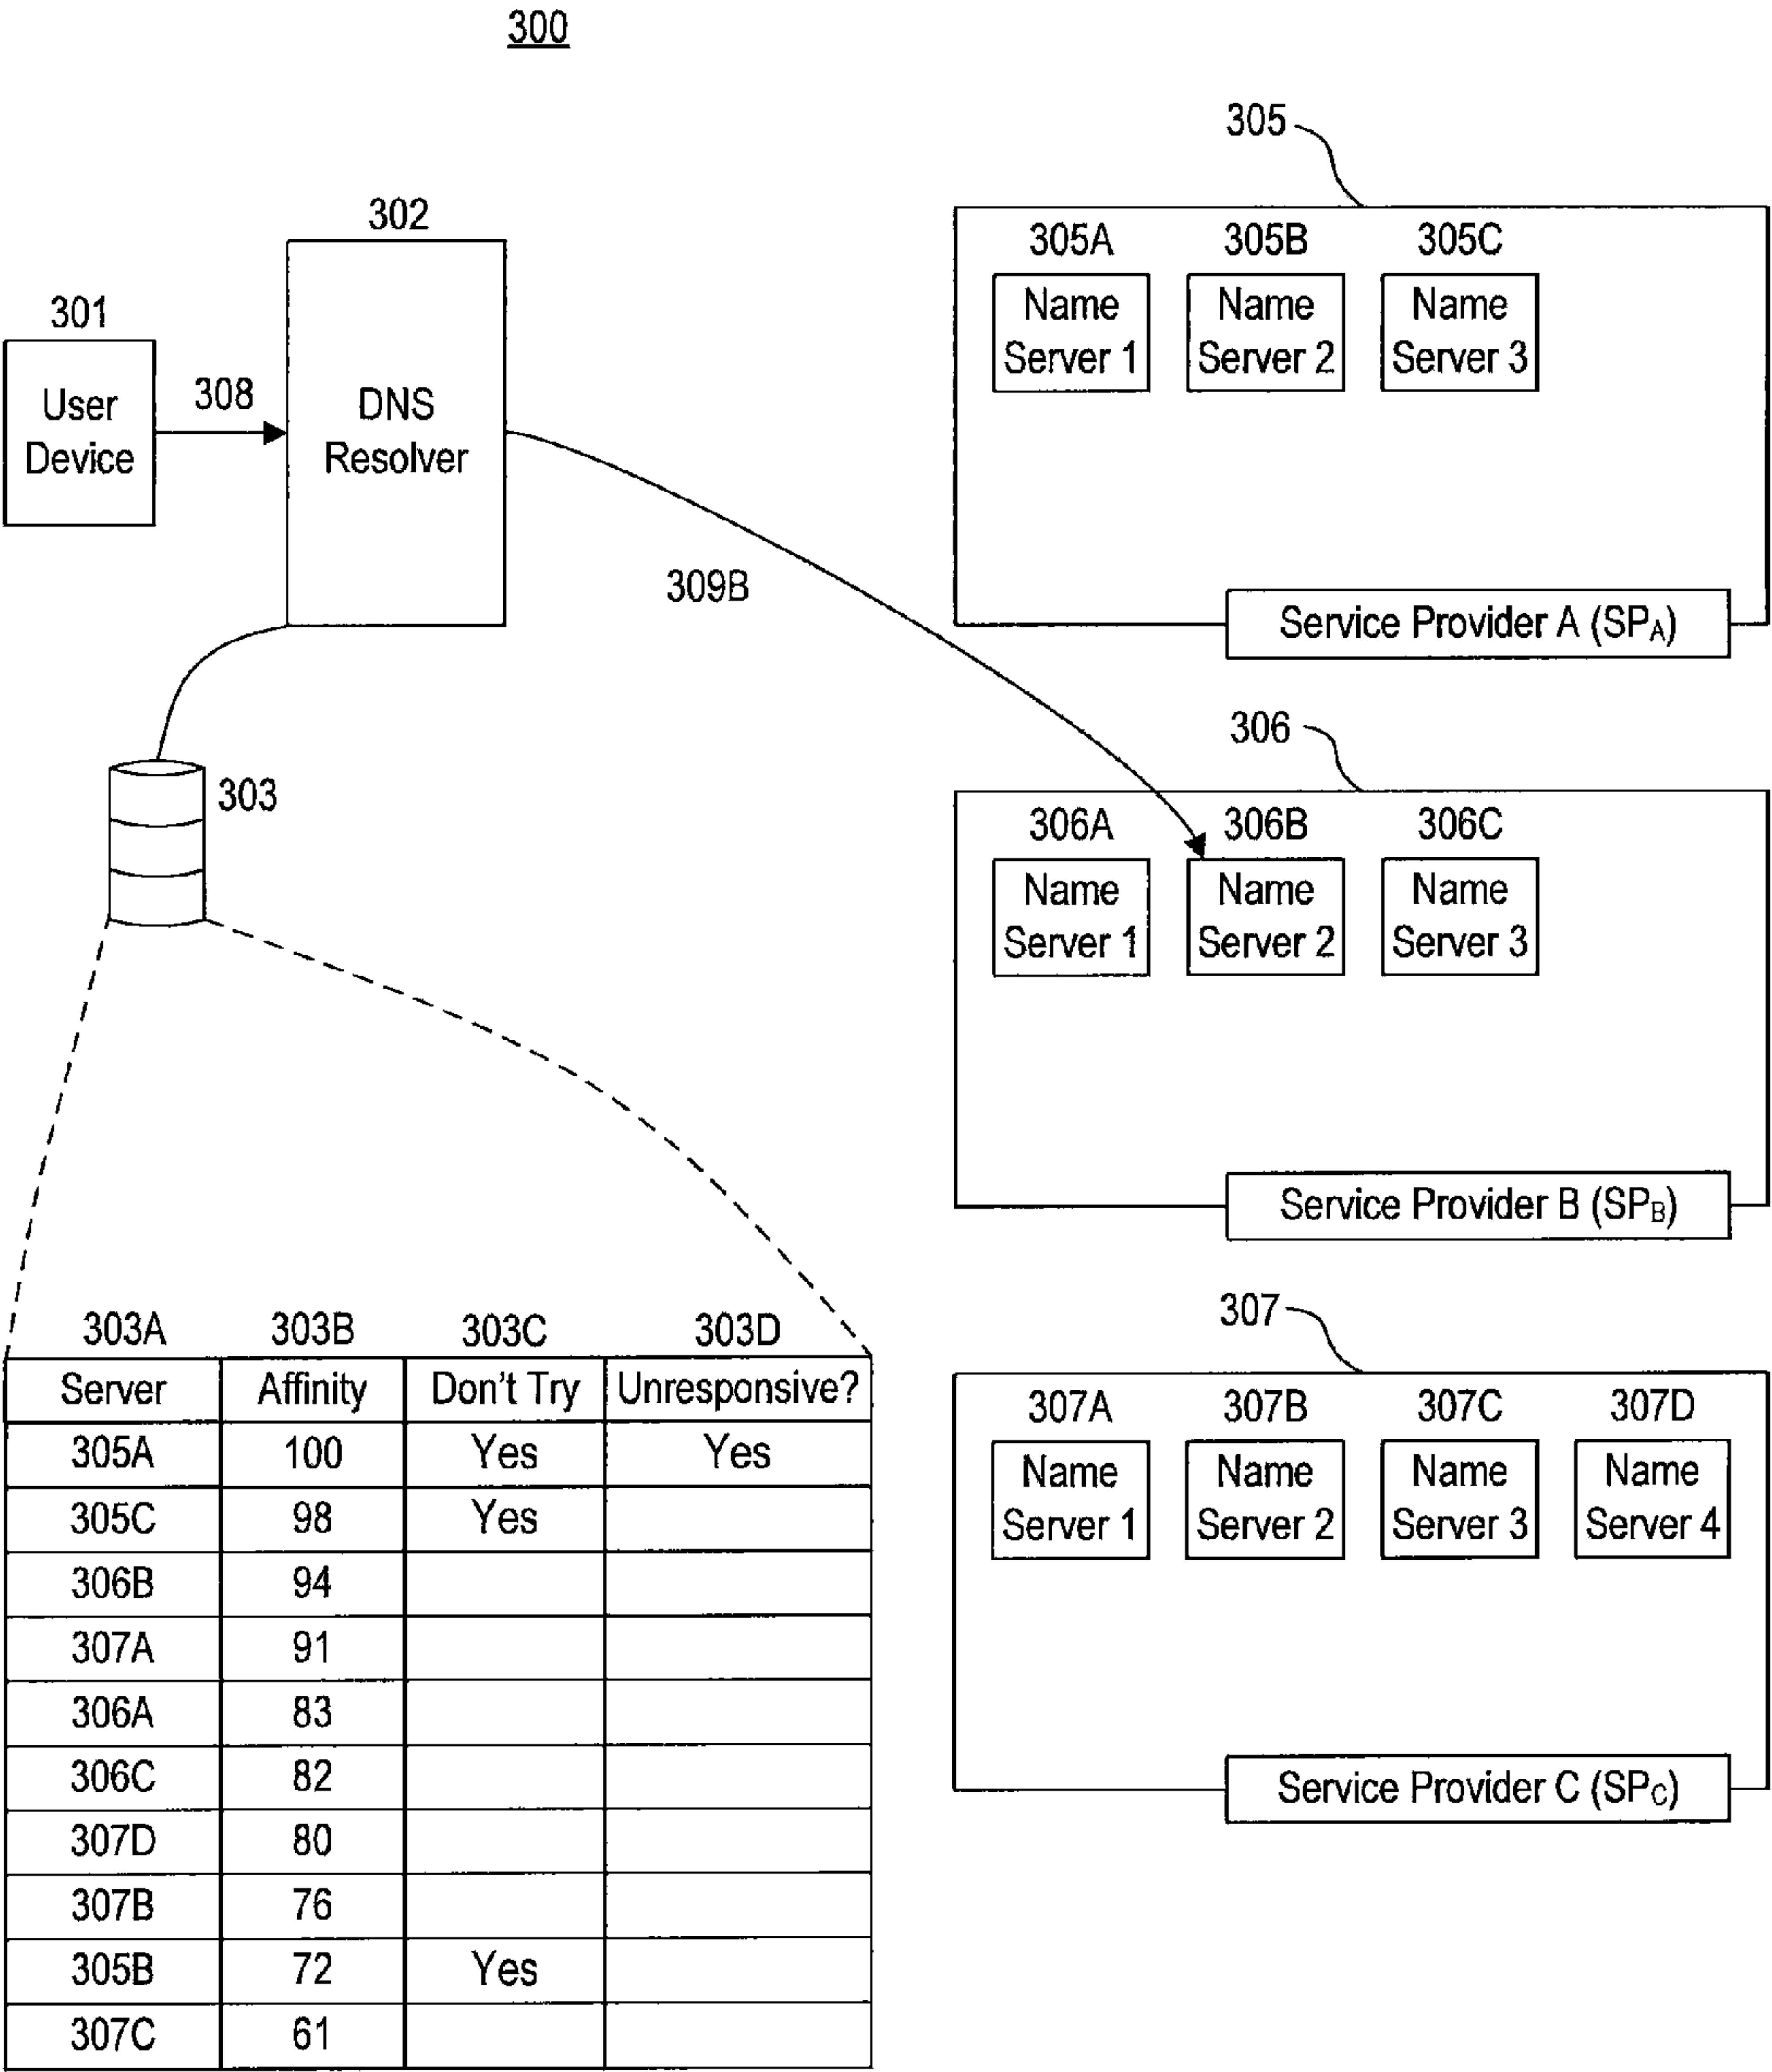 300
305
302
305A 305B 305C
Name Server 1
Name Server 2
Name Server 3
301
User Device
308
DNS Resolver
309B
Service Provider A (SPA)
306
303
306A 306B 306C
Name Server 1
Name Server 2
Name Server 3
Service Provider B (SPB)
307
307A 307B 307C 307D
Name Server 1
Name Server 2
Name Server 3
Name Server 4
Service Provider C (SPC)
303A 303B 303C 303D
Server Affinity Don't Try Unresponsive?
305A 100 Yes Yes
305C 98 Yes
306B 94
307A 91
306A 83
306C 82
307D 80
307B 76
305B 72 Yes
307C 61